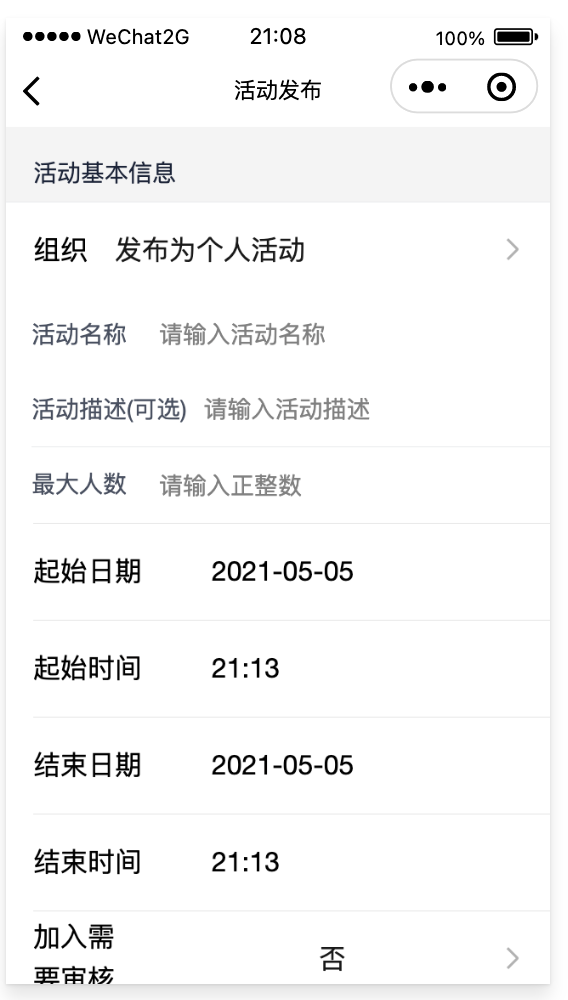 WeChat2G 21:08 100%
活动发布
活动基本信息
组织 发布为个人活动
活动名称 请输入活动名称
活动描述(可选) 请输入活动描述
最大人数 请输入正整数
起始日期 2021-05-05
起始时间 21:13
结束日期 2021-05-05
结束时间 21:13
加入需
要审核 否